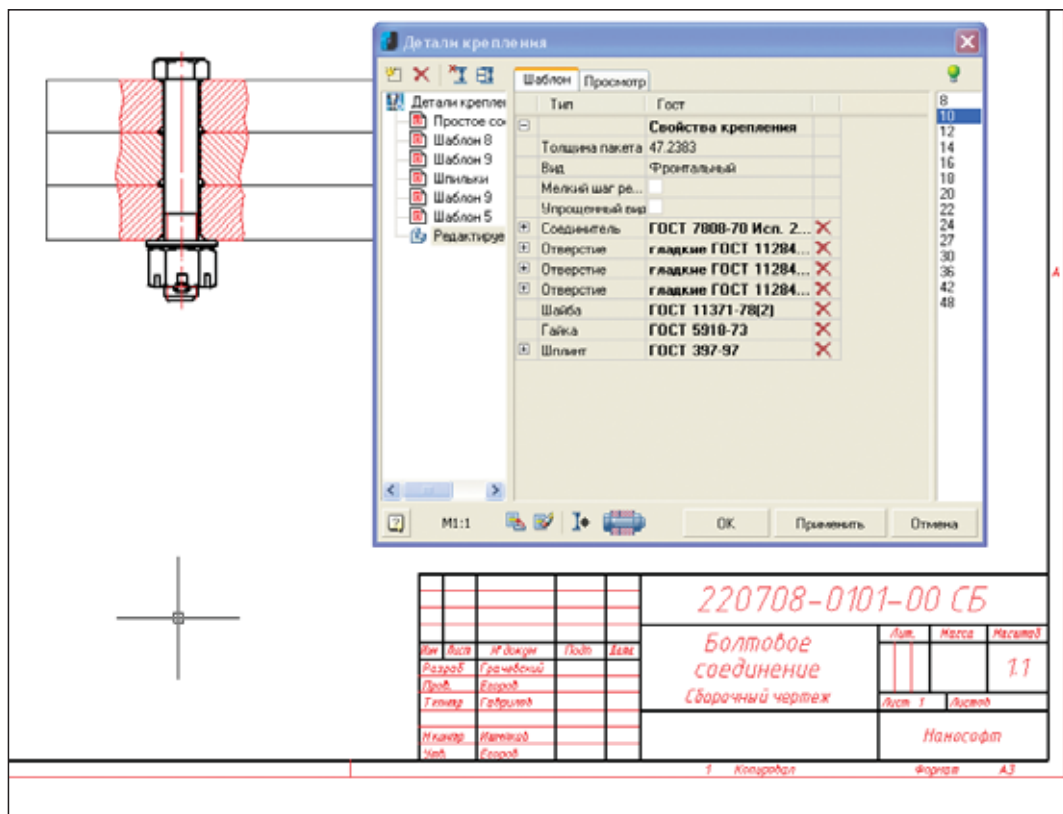 Детали крепления
Шаблон Просмотр
Детали креплен
Простое со
Шаблон 8
Шаблон 9
Шпильки
Шаблон 9
Шаблон 5
Редактируе
Тип Гост
Свойства крепления
Толщина пакета 47.2383
Вид Фронтальный
Мелкий шаг ре...
Упрощенный вид
Соединитель ГОСТ 7808-70 Исп. 2...
Отверстие гладкие ГОСТ 11284...
Отверстие гладкие ГОСТ 11284...
Отверстие гладкие ГОСТ 11284...
Шайба ГОСТ 11371-78(2)
Гайка ГОСТ 5918-73
Шплинт ГОСТ 397-97
8
10
12
14
16
18
20
22
24
27
30
36
42
48
M1:1
OK Применить Отмена
А
220708-0101-00 СБ
Болтовое
соединение
Сборочный чертеж
Лит. Масса Масштаб
1:1
Лист 1 Листов
Нанософт
Изм Лист № докум Подп Дата
Разраб Грачевский
Пров. Егоров
Т.контр Гаврилов
Н.контр
Утв. Егоров
1 Копировал Формат А3